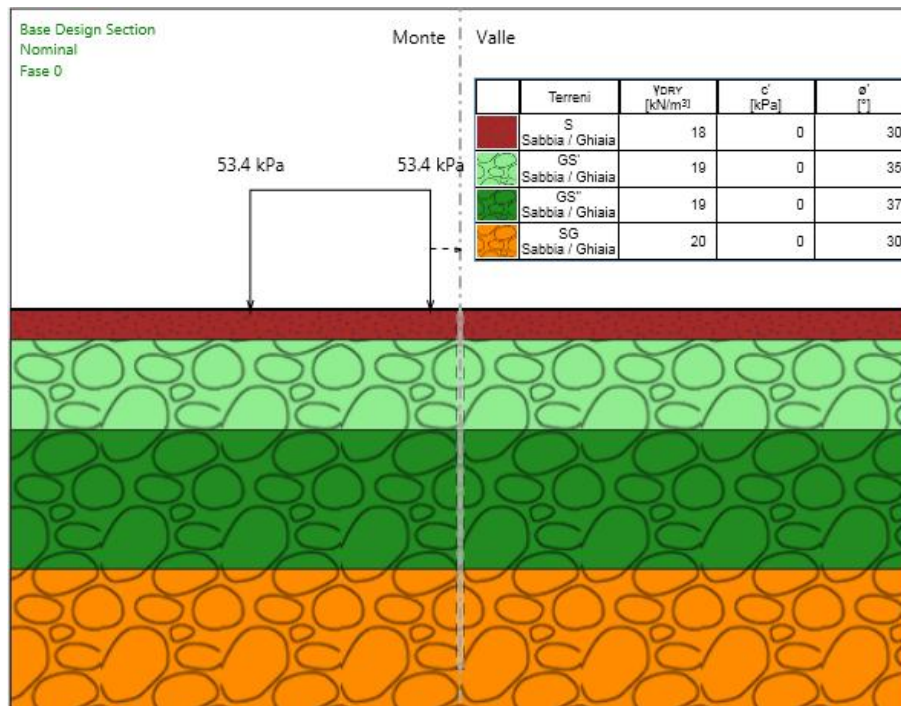 Base Design Section
Nominal
Fase 0
Monte
Valle
Terreni γDRY [kN/m³] c' [kPa] ø' [°]
S Sabbia / Ghiaia 18 0 30
GS' Sabbia / Ghiaia 19 0 35
GS" Sabbia / Ghiaia 19 0 37
SG Sabbia / Ghiaia 20 0 30
53.4 kPa
53.4 kPa